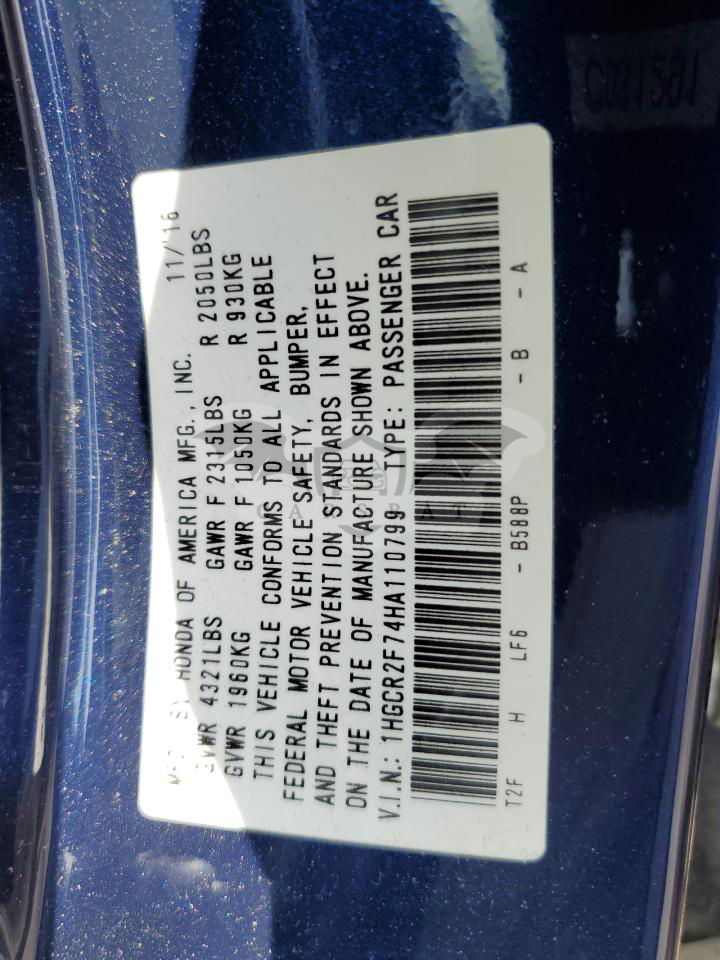 MFD. BY HONDA OF AMERICA MFG., INC. 11/16
GVWR 4321LBS GAWR F 2315LBS R 2050LBS
GVWR 1960KG GAWR F 1050KG R 930KG
THIS VEHICLE CONFORMS TO ALL APPLICABLE
FEDERAL MOTOR VEHICLE SAFETY, BUMPER,
AND THEFT PREVENTION STANDARDS IN EFFECT
ON THE DATE OF MANUFACTURE SHOWN ABOVE.
V.I.N.: 1HGCR2F74HA110799 TYPE: PASSENGER CAR
T2F H LF6 - B588P - B - A